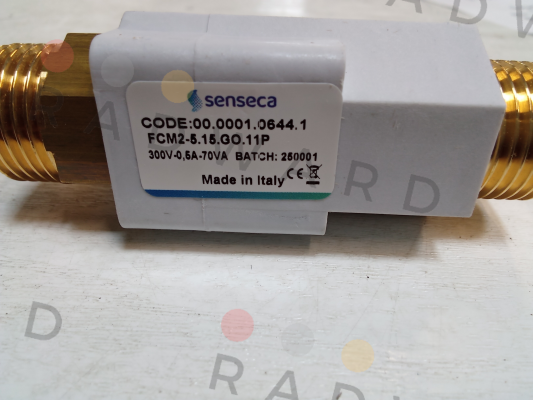 senseca
CODE:00.0001.0644.1
FCM2-5.15.GO.11P
300V-0,5A-70VA BATCH: 250001
Made in Italy CE